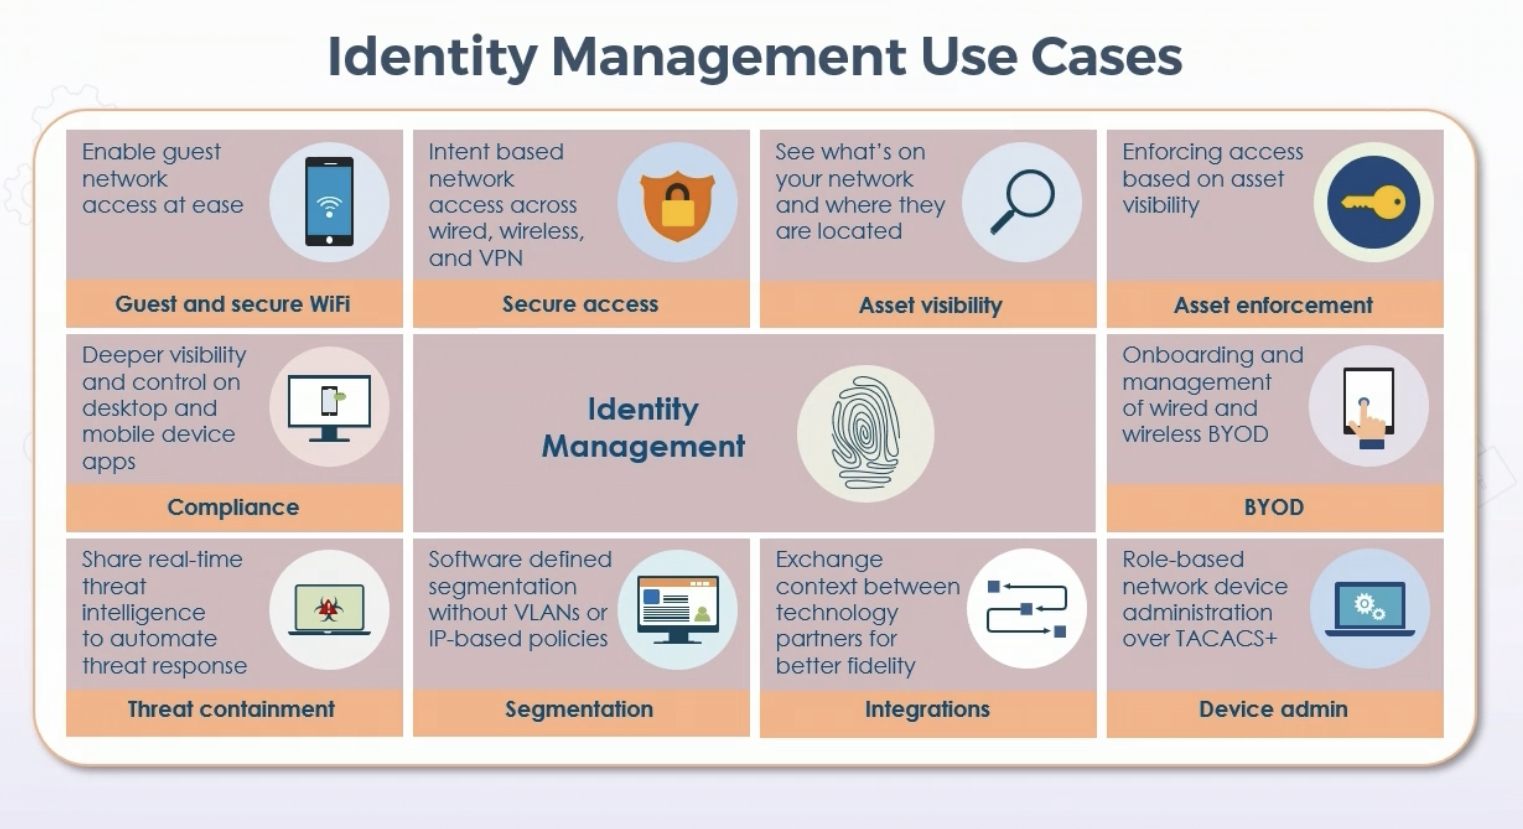 Identity Management Use Cases
Enable guest
network
access at ease
Guest and secure WiFi
Intent based
network
access across
wired, wireless,
and VPN
Secure access
See what's on
your network
and where they
are located
Asset visibility
Enforcing access
based on asset
visibility
Asset enforcement
Deeper visibility
and control on
desktop and
mobile device
apps
Compliance
Identity
Management
Onboarding and
management
of wired and
wireless BYOD
BYOD
Share real-time
threat
intelligence
to automate
threat response
Threat containment
Software defined
segmentation
without VLANs or
IP-based policies
Segmentation
Exchange
context between
technology
partners for
better fidelity
Integrations
Role-based
network device
administration
over TACACS+
Device admin